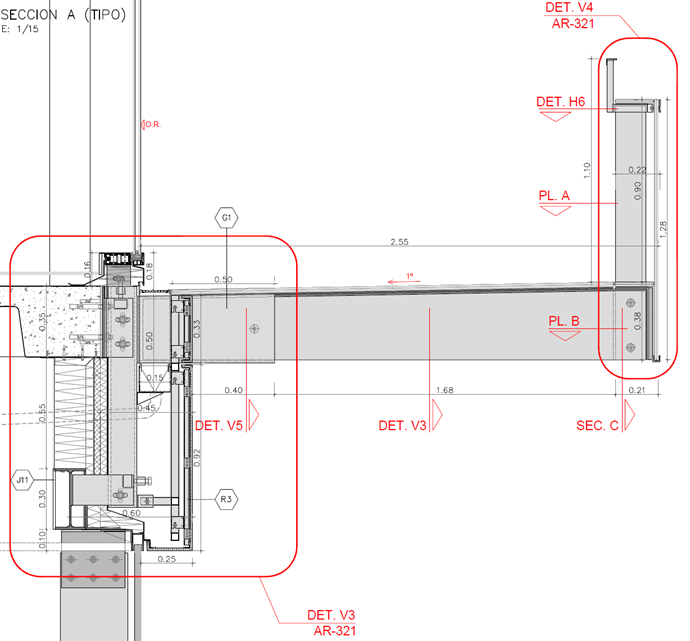 SECCION A (TIPO)
E: 1/15
DET. V4
AR-321
DET. H6
O.R.
1.10
0.22
0.90
PL. A
1.28
G1
2.55
0.16
0.18
0.50
1°
0.35
0.50
0.33
PL. B
0.38
0.15
0.40
1.68
0.21
0.55
0.45
DET. V5
DET. V3
SEC. C
0.92
J11
0.30
R3
0.60
0.10
0.25
DET. V3
AR-321